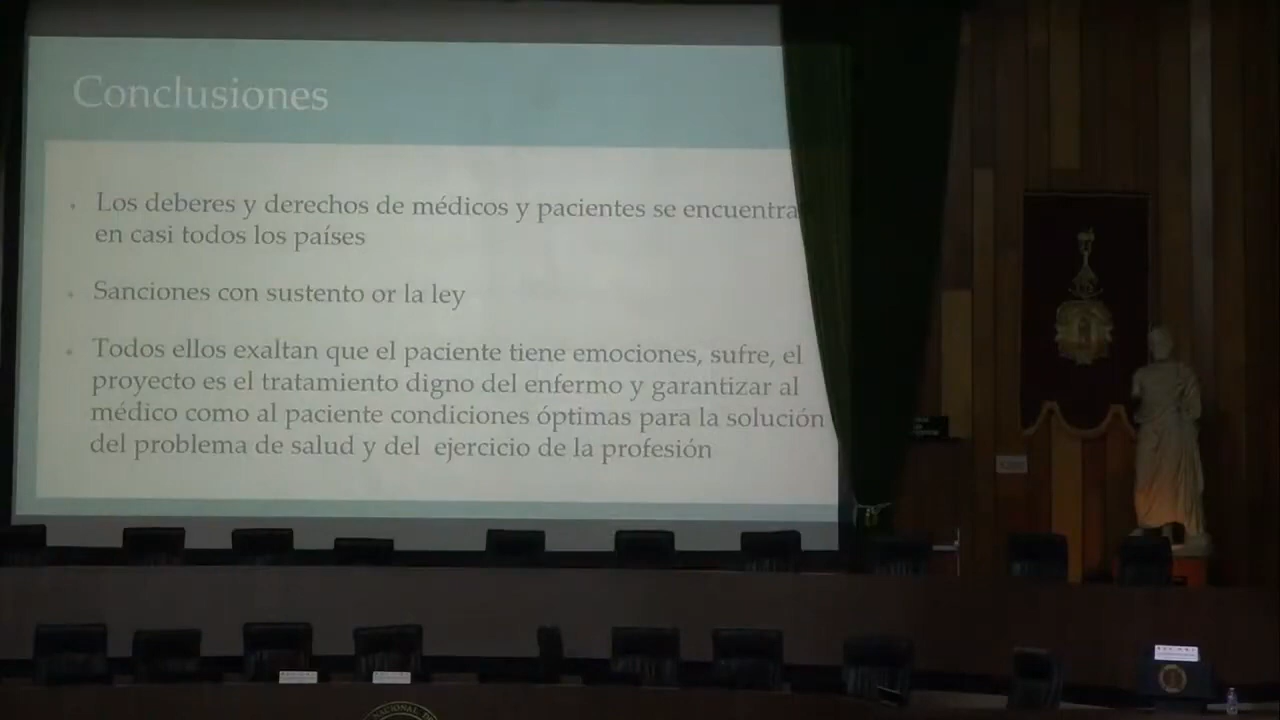 Conclusiones
Los deberes y derechos de médicos y pacientes se encuentra
en casi todos los países
Sanciones con sustento or la ley
Todos ellos exaltan que el paciente tiene emociones, sufre, el
proyecto es el tratamiento digno del enfermo y garantizar al
médico como al paciente condiciones óptimas para la solución
del problema de salud y del ejercicio de la profesión
NACIONAL